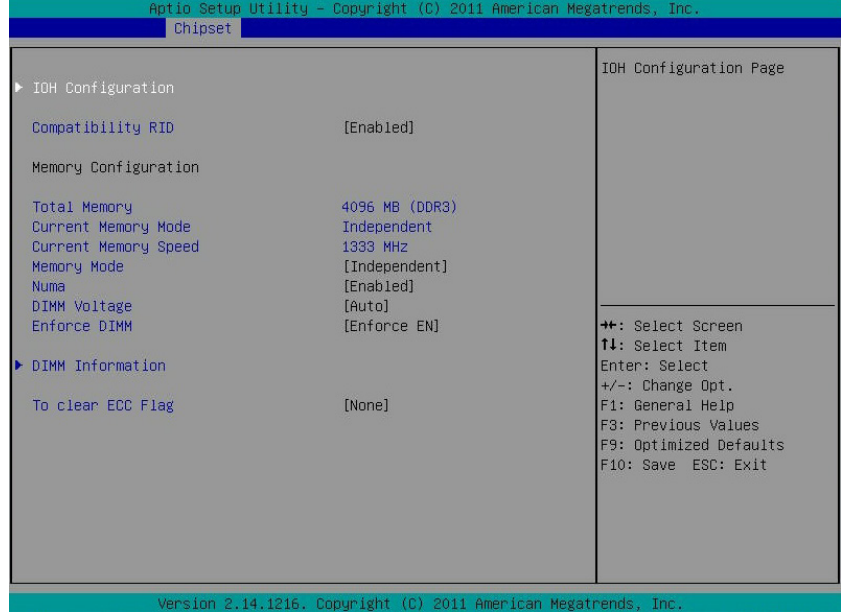 Aptio Setup Utility – Copyright (C) 2011 American Megatrends, Inc.
Chipset
IOH Configuration
Compatibility RID [Enabled]
Memory Configuration
Total Memory 4096 MB (DDR3)
Current Memory Mode Independent
Current Memory Speed 1333 MHz
Memory Mode [Independent]
Numa [Enabled]
DIMM Voltage [Auto]
Enforce DIMM [Enforce EN]
DIMM Information
To clear ECC Flag [None]
IOH Configuration Page
→←: Select Screen
↑↓: Select Item
Enter: Select
+/-: Change Opt.
F1: General Help
F3: Previous Values
F9: Optimized Defaults
F10: Save ESC: Exit
Version 2.14.1216. Copyright (C) 2011 American Megatrends, Inc.